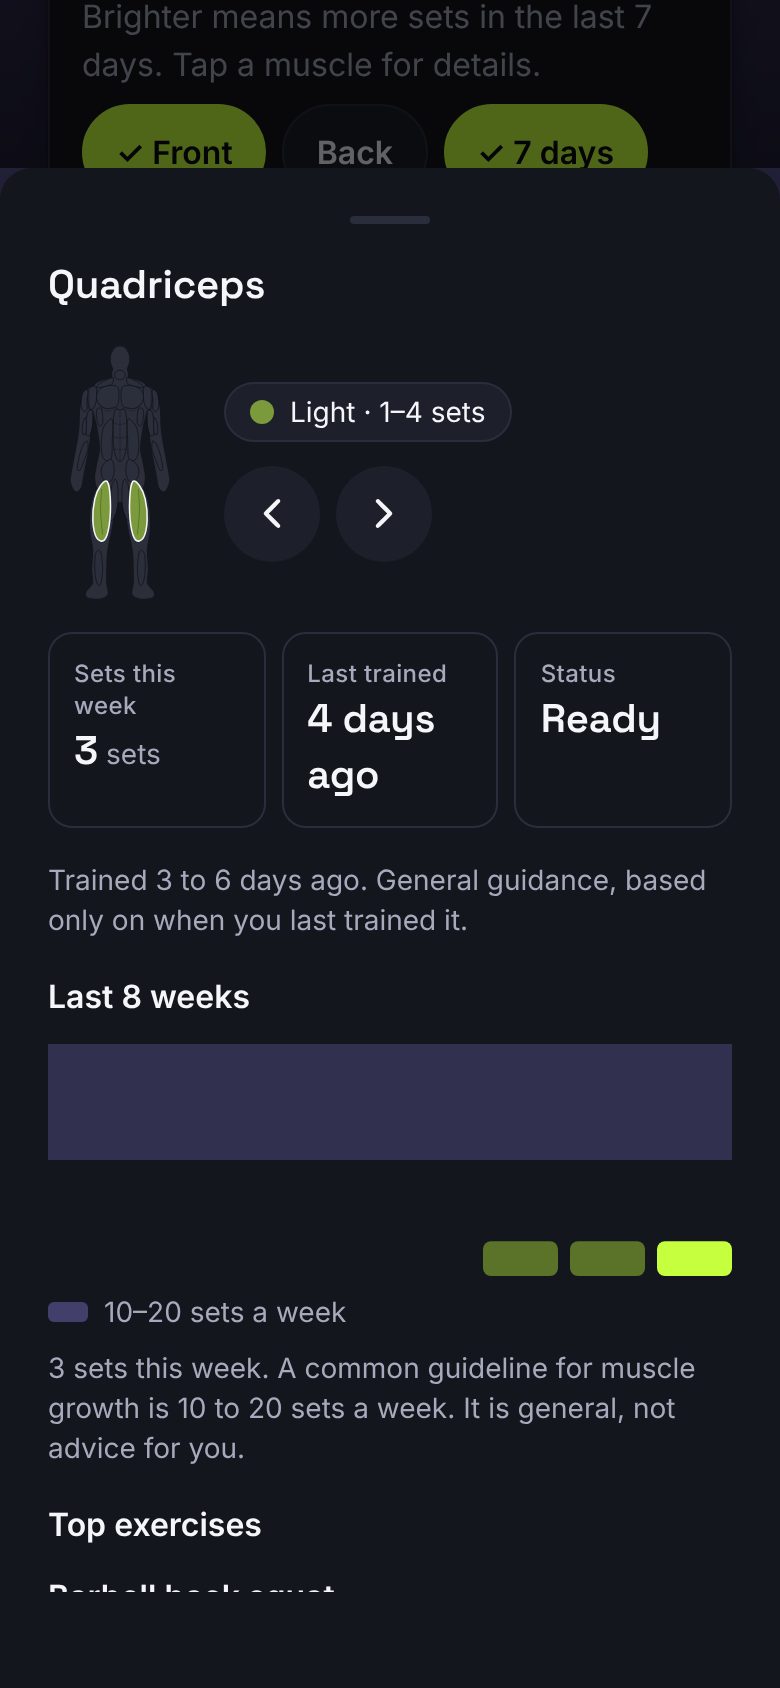 Brighter means more sets in the last 7
days. Tap a muscle for details.
✓ Front Back ✓ 7 days
Quadriceps
Light · 1–4 sets
Sets this
week
3 sets
Last trained
4 days
ago
Status
Ready
Trained 3 to 6 days ago. General guidance, based
only on when you last trained it.
Last 8 weeks
10–20 sets a week
3 sets this week. A common guideline for muscle
growth is 10 to 20 sets a week. It is general, not
advice for you.
Top exercises
Barbell back squat